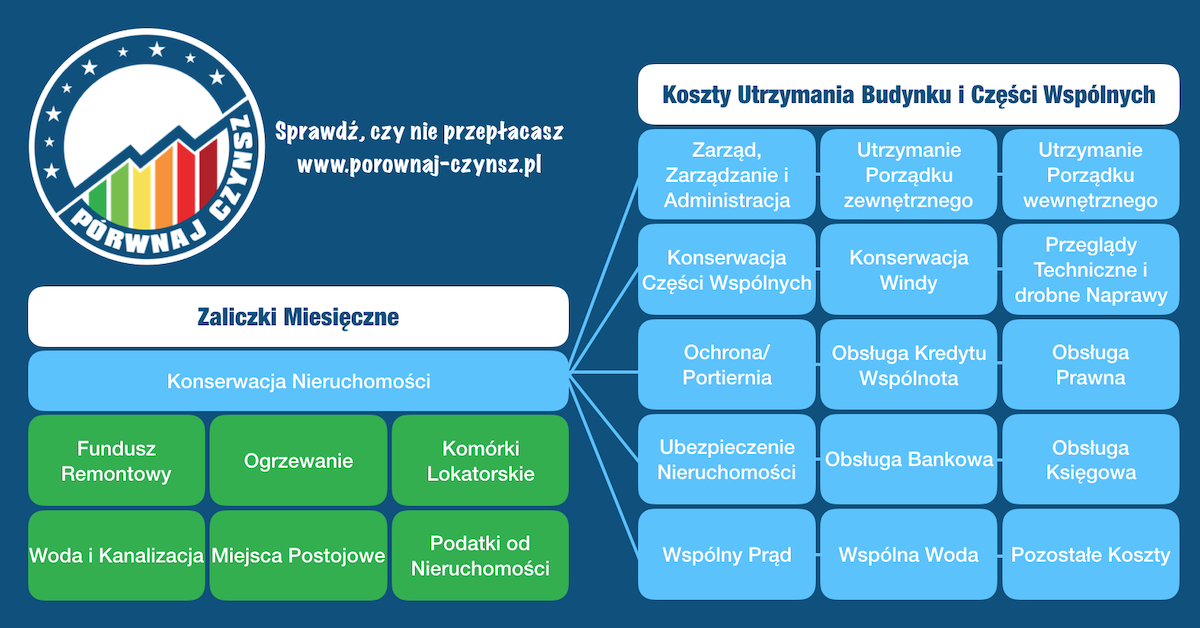 PÓRWNAJ CZYNSZ
Sprawdź, czy nie przepłacasz
www.porownaj-czynsz.pl
Zaliczki Miesięczne
Konserwacja Nieruchomości
Fundusz
Remontowy
Ogrzewanie
Komórki
Lokatorskie
Woda i Kanalizacja
Miejsca Postojowe
Podatki od
Nieruchomości
Koszty Utrzymania Budynku i Części Wspólnych
Zarząd,
Zarządzanie i
Administracja
Utrzymanie
Porządku
zewnętrznego
Utrzymanie
Porządku
wewnętrznego
Konserwacja
Części Wspólnych
Konserwacja
Windy
Przeglądy
Techniczne i
drobne Naprawy
Ochrona/
Portiernia
Obsługa Kredytu
Wspólnota
Obsługa
Prawna
Ubezpieczenie
Nieruchomości
Obsługa Bankowa
Obsługa
Księgowa
Wspólny Prąd
Wspólna Woda
Pozostałe Koszty